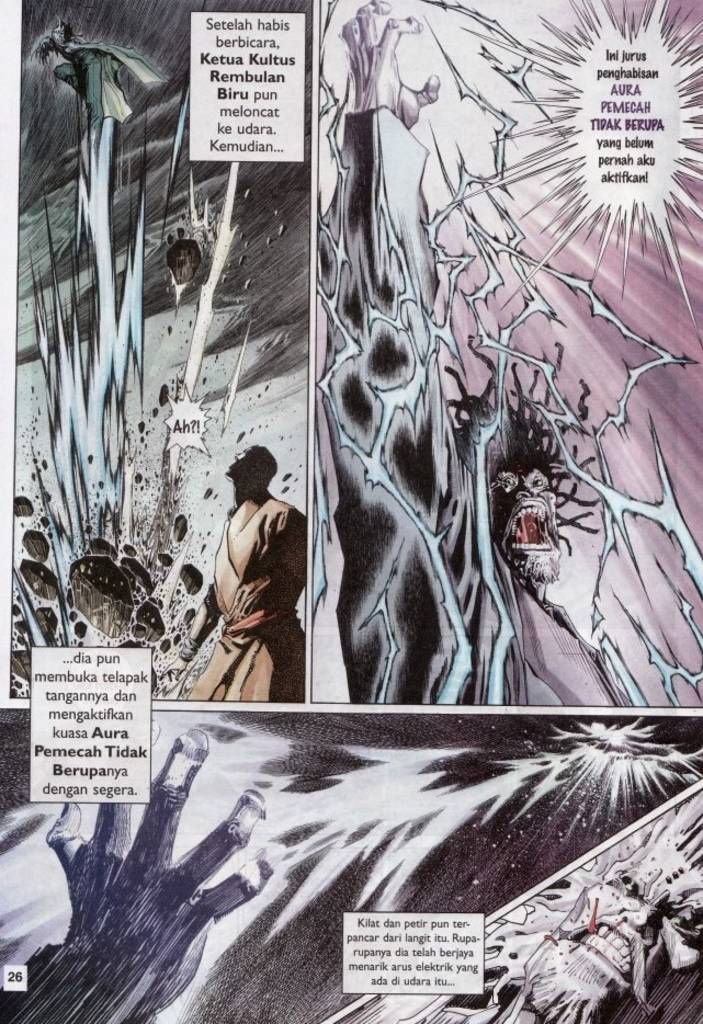 Setelah habis
berbicara,
Ketua Kultus
Rembulan
Biru pun
meloncat
ke udara.
Kemudian...
Ini jurus
penghabisan
AURA
PEMECAH
TIDAK BERUPA
yang belum
pernah aku
aktifkan!
Ah?!
...dia pun
membuka telapak
tangannya dan
mengaktifkan
kuasa Aura
Pemecah Tidak
Berupanya
dengan segera.
Kilat dan petir pun ter-
pancar dari langit itu. Rupa-
rupanya dia telah berjaya
menarik arus elektrik yang
ada di udara itu...
26